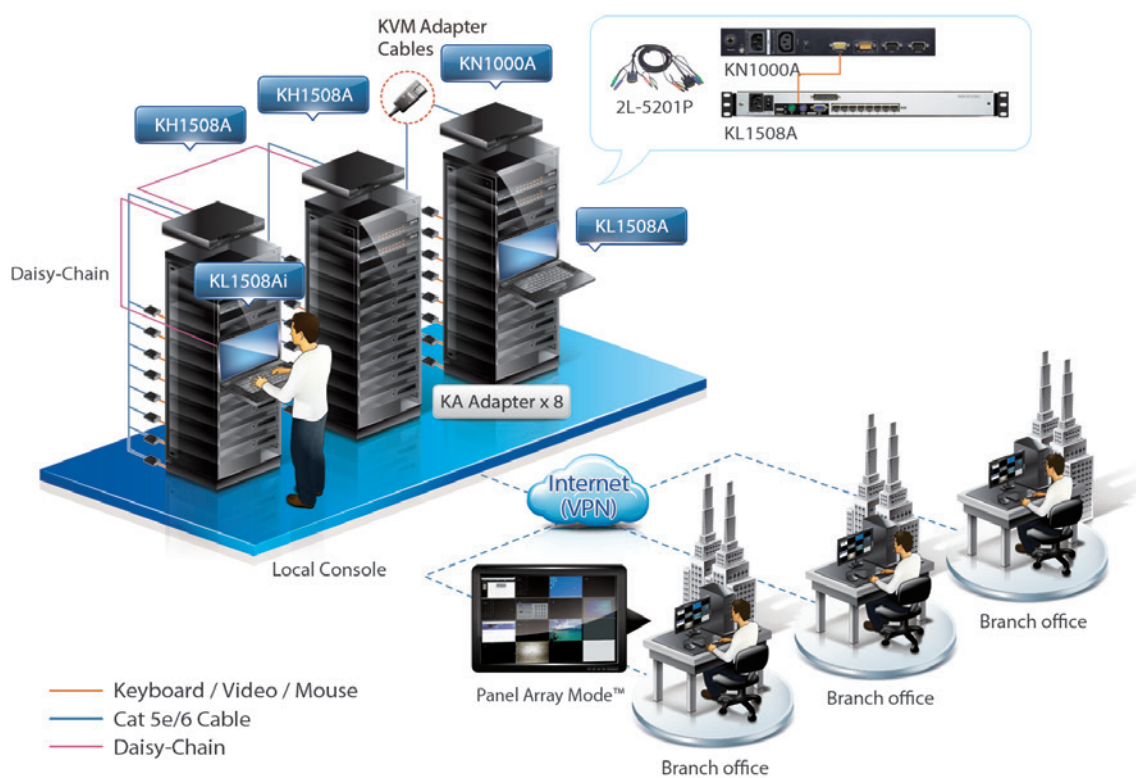 KVM Adapter
Cables
KN1000A
KH1508A
KH1508A
2L-5201P
KN1000A
KL1508A
KL1508A
Daisy-Chain
KL1508Ai
KA Adapter x 8
Internet
(VPN)
Local Console
Panel Array Mode™
Branch office
Branch office
Branch office
Keyboard / Video / Mouse
Cat 5e/6 Cable
Daisy-Chain